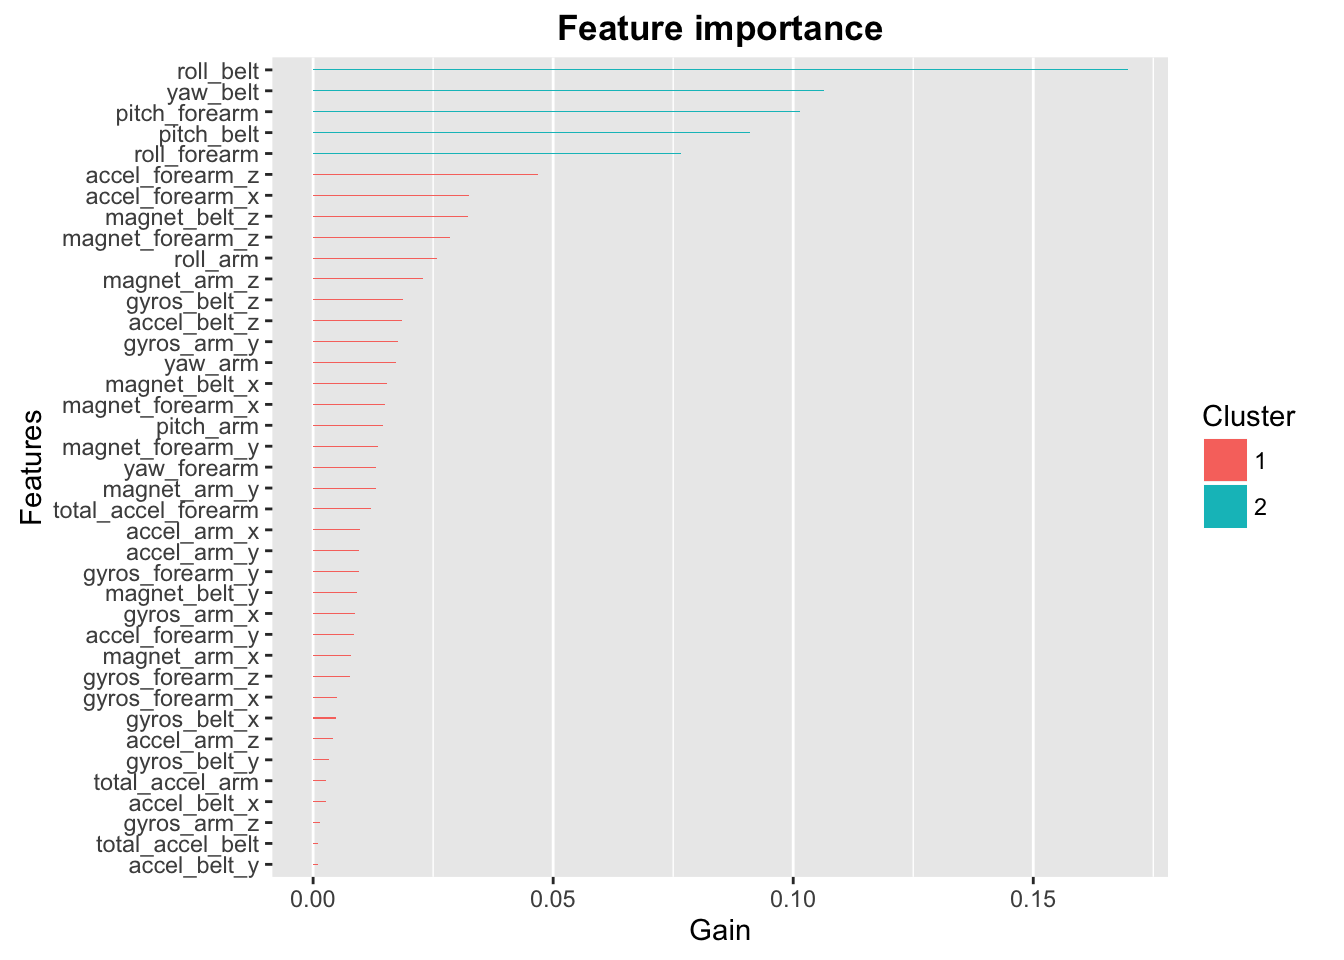 Feature importance
roll_belt
yaw_belt
pitch_forearm
pitch_belt
roll_forearm
accel_forearm_z
accel_forearm_x
magnet_belt_z
magnet_forearm_z
roll_arm
magnet_arm_z
gyros_belt_z
accel_belt_z
gyros_arm_y
yaw_arm
magnet_belt_x
magnet_forearm_x
pitch_arm
magnet_forearm_y
yaw_forearm
magnet_arm_y
total_accel_forearm
accel_arm_x
accel_arm_y
gyros_forearm_y
magnet_belt_y
gyros_arm_x
accel_forearm_y
magnet_arm_x
gyros_forearm_z
gyros_forearm_x
gyros_belt_x
accel_arm_z
gyros_belt_y
total_accel_arm
accel_belt_x
gyros_arm_z
total_accel_belt
accel_belt_y
Features
0.00 0.05 0.10 0.15
Gain
Cluster
1
2